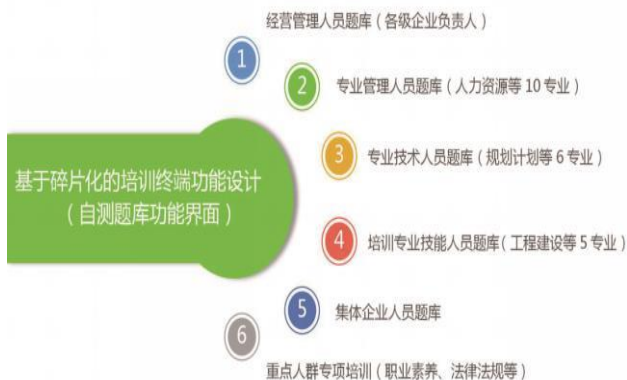 经营管理人员题库（各级企业负责人）
1
2
专业管理人员题库（人力资源等 10 专业）
3
专业技术人员题库（规划计划等 6 专业）
基于碎片化的培训终端功能设计
（自测题库功能界面）
4
培训专业技能人员题库（工程建设等 5 专业）
5
集体企业人员题库
6
重点人群专项培训（职业素养、法律法规等）